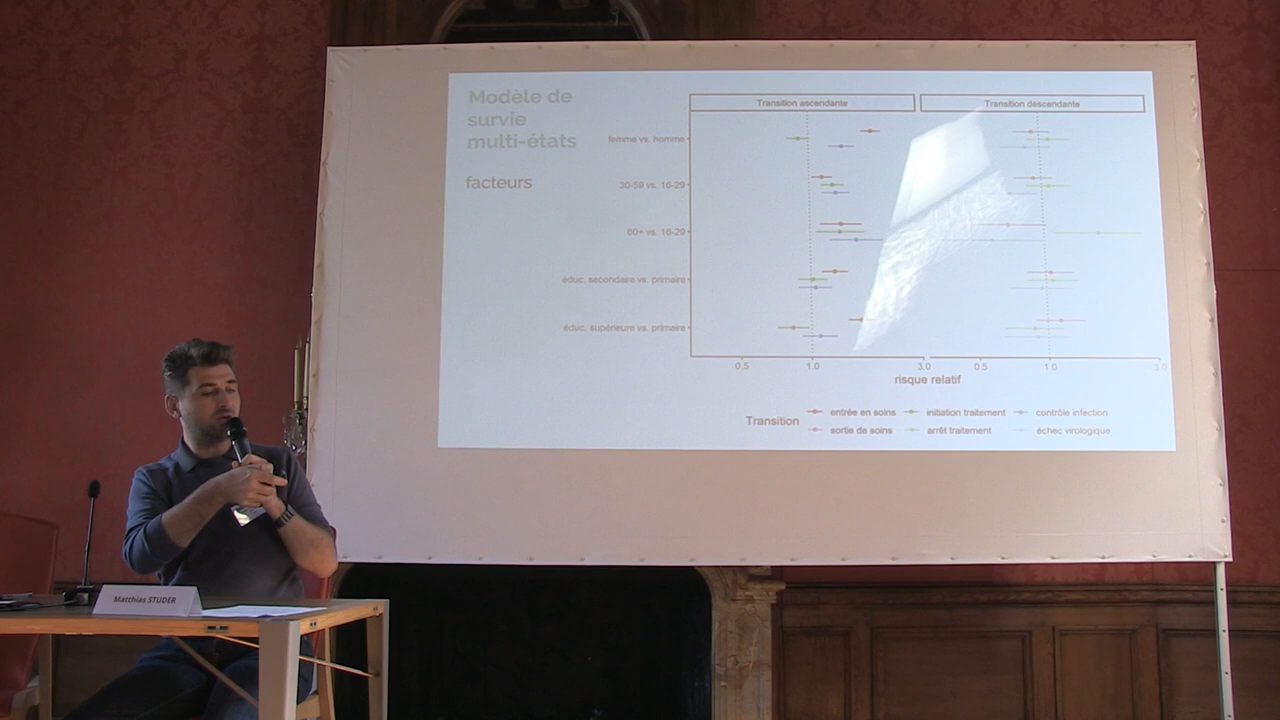 Modèle de
survie
multi-états
facteurs
Transition ascendante
Transition descendante
femme vs. homme
30-59 vs. 16-29
60+ vs. 16-29
éduc. secondaire vs. primaire
éduc. supérieure vs. primaire
0.5 1.0 3.0 0.5 1.0 3.0
risque relatif
Transition
entrée en soins initiation traitement contrôle infection
sortie de soins arrêt traitement échec virologique
Matthias STUDER